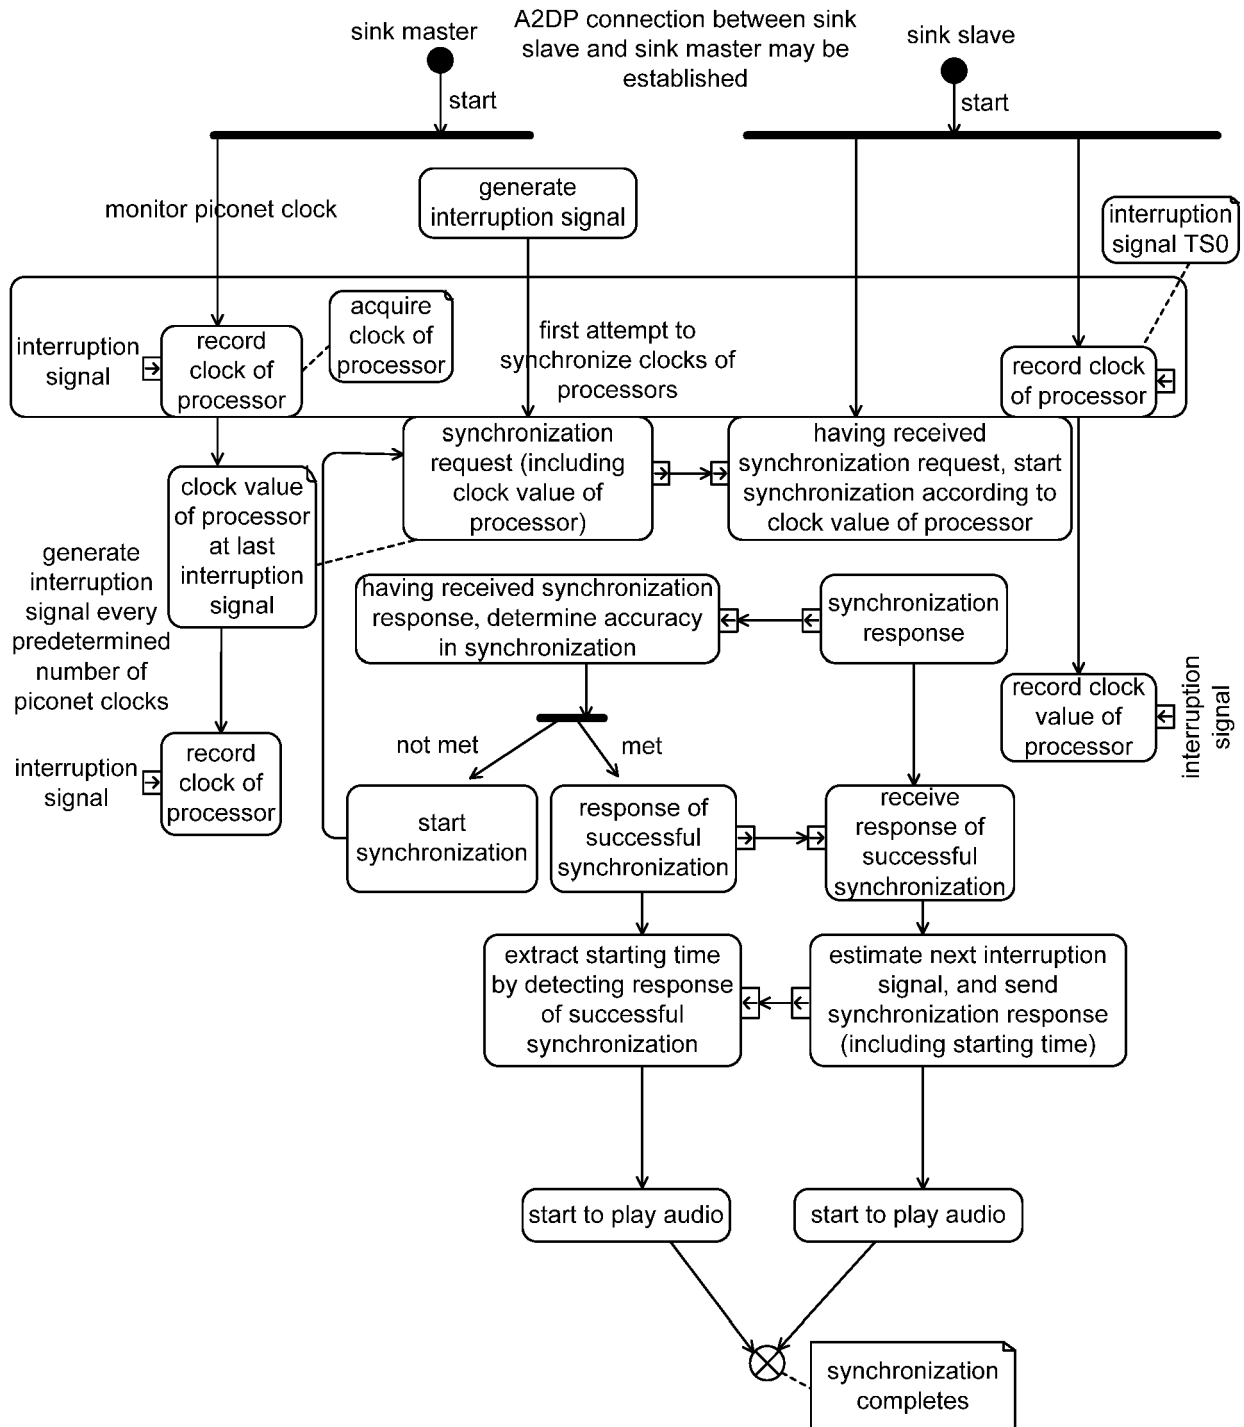 sink master
A2DP connection between sink
slave and sink master may be
established
sink slave
start
start
monitor piconet clock
generate
interruption signal
interruption
signal TS0
interruption
signal
record
clock of
processor
acquire
clock of
processor
first attempt to
synchronize clocks of
processors
record clock
of processor
synchronization
request (including
clock value of
processor)
having received
synchronization request, start
synchronization according to
clock value of processor
clock value
of processor
at last
interruption
signal
generate
interruption
signal every
predetermined
number of
piconet clocks
having received synchronization
response, determine accuracy
in synchronization
synchronization
response
record clock
value of
processor
interruption
signal
not met
met
interruption
signal
record
clock of
processor
start
synchronization
response of
successful
synchronization
receive
response of
successful
synchronization
extract starting time
by detecting response
of successful
synchronization
estimate next interruption
signal, and send
synchronization response
(including starting time)
start to play audio
start to play audio
synchronization
completes